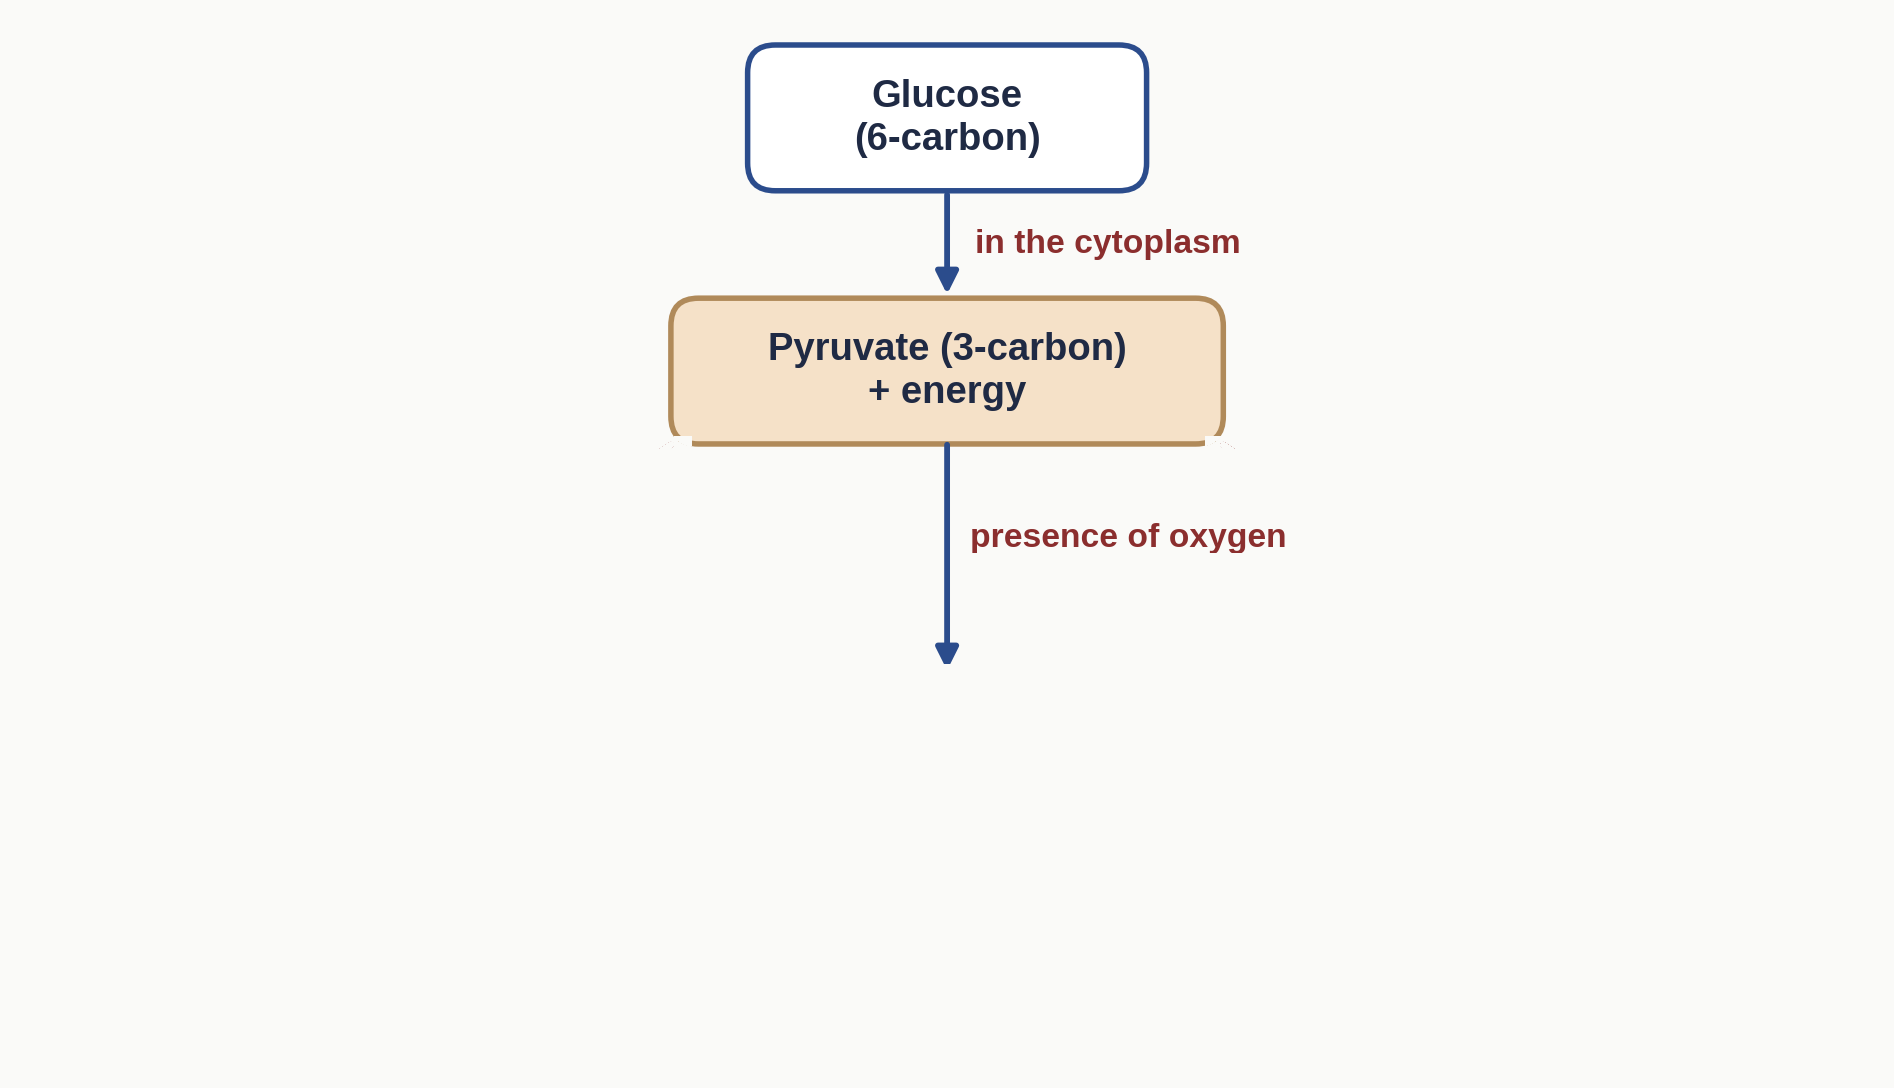 Glucose
(6-carbon)
in the cytoplasm
Pyruvate (3-carbon)
+ energy
presence of oxygen